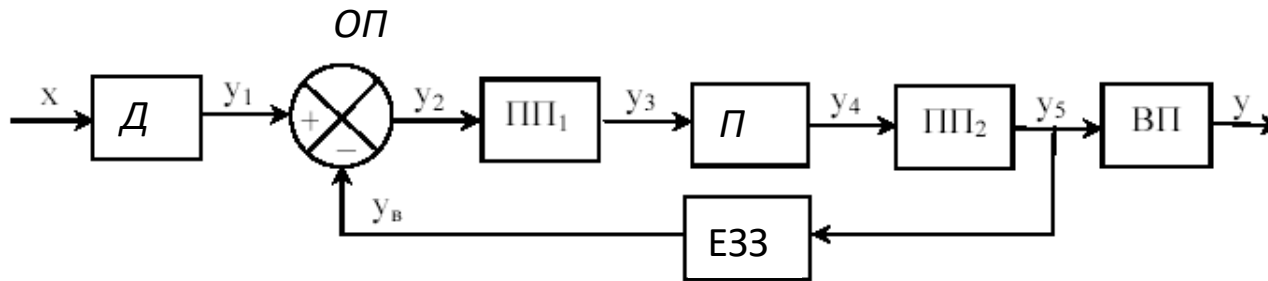 ОП
x Д y₁ + − y₂ ПП₁ y₃ П y₄ ПП₂ y₅ ВП y
yв ЕЗЗ